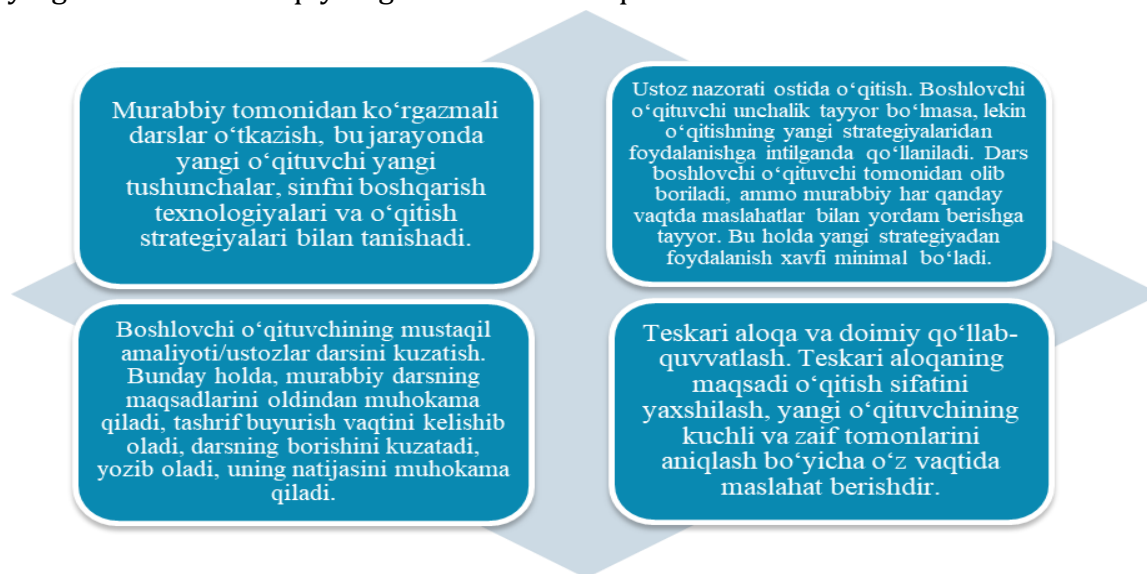 Murabbiy tomonidan ko‘rgazmali
darslar o‘tkazish, bu jarayonda
yangi o‘qituvchi yangi
tushunchalar, sinfni boshqarish
texnologiyalari va o‘qitish
strategiyalari bilan tanishadi.
Ustoz nazorati ostida o‘qitish. Boshlovchi
o‘qituvchi unchalik tayyor bo‘lmasa, lekin
o‘qitishning yangi strategiyalaridan
foydalanishga intilganda qo‘llaniladi. Dars
boshlovchi o‘qituvchi tomonidan olib
boriladi, ammo murabbiy har qanday
vaqtda maslahatlar bilan yordam berishga
tayyor. Bu holda yangi strategiyadan
foydalanish xavfi minimal bo‘ladi.
Boshlovchi o‘qituvchining mustaqil
amaliyoti/ustozlar darsini kuzatish.
Bunday holda, murabbiy darsning
maqsadlarini oldindan muhokama
qiladi, tashrif buyurish vaqtini kelishib
oladi, darsning borishini kuzatadi,
yozib oladi, uning natijasini muhokama
qiladi.
Teskari aloqa va doimiy qo‘llab-
quvvatlash. Teskari aloqaning
maqsadi o‘qitish sifatini
yaxshilash, yangi o‘qituvchining
kuchli va zaif tomonlarini
aniqlash bo‘yicha o‘z vaqtida
maslahat berishdir.